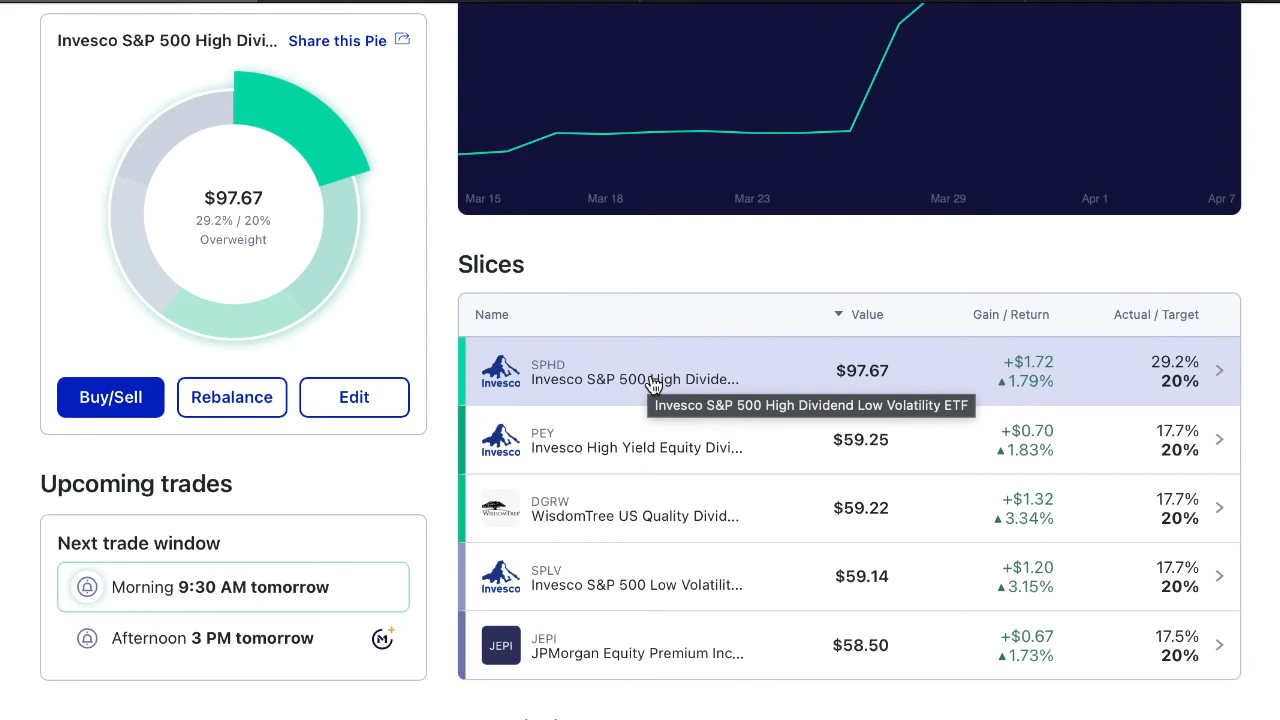 Invesco S&P 500 High Divi... Share this Pie
$97.67
29.2% / 20%
Overweight
Buy/Sell Rebalance Edit
Upcoming trades
Next trade window
Morning 9:30 AM tomorrow
Afternoon 3 PM tomorrow M
Mar 15 Mar 18 Mar 23 Mar 29 Apr 1 Apr 7
Slices
Name Value Gain / Return Actual / Target
SPHD
Invesco S&P 500 High Divide...
Invesco
$97.67
+$1.72
▲1.79%
29.2%
20%
Invesco S&P 500 High Dividend Low Volatility ETF
PEY
Invesco High Yield Equity Divi...
Invesco
$59.25
+$0.70
▲1.83%
17.7%
20%
DGRW
WisdomTree US Quality Divid...
WISDOMTREE
$59.22
+$1.32
▲3.34%
17.7%
20%
SPLV
Invesco S&P 500 Low Volatilit...
Invesco
$59.14
+$1.20
▲3.15%
17.7%
20%
JEPI
JEPI
JPMorgan Equity Premium Inc...
$58.50
+$0.67
▲1.73%
17.5%
20%